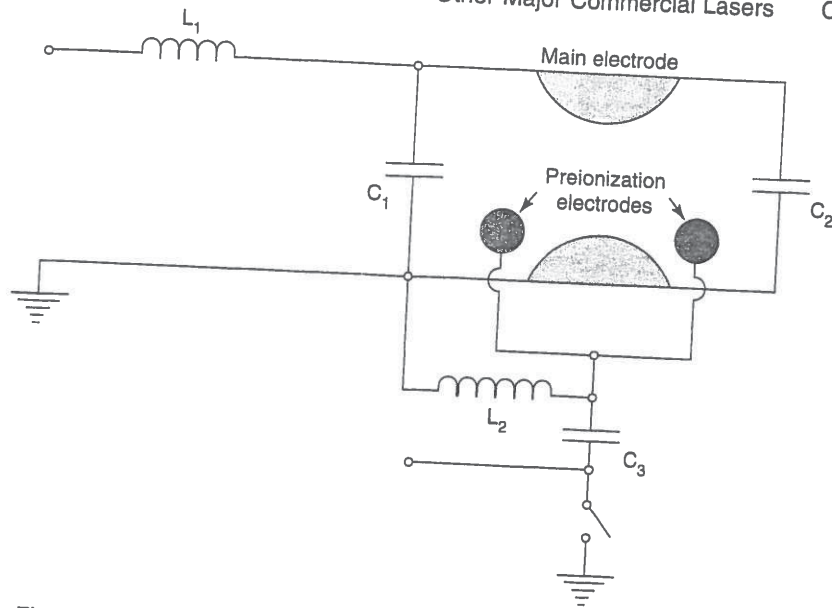 Other Major Commercial Lasers
L₁
Main electrode
C₁
Preionization
electrodes
C₂
L₂
C₃